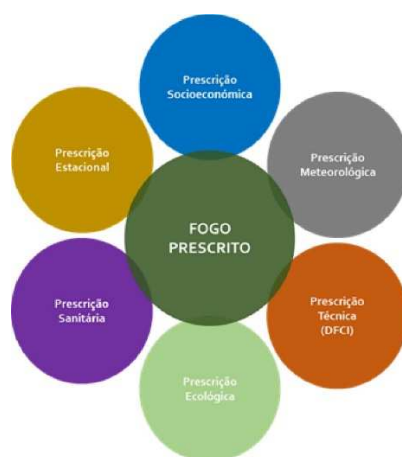 Prescrição
Socioeconómica
Prescrição
Estacional
Prescrição
Meteorológica
FOGO
PRESCRITO
Prescrição
Sanitária
Prescrição
Técnica
(DFCI)
Prescrição
Ecológica